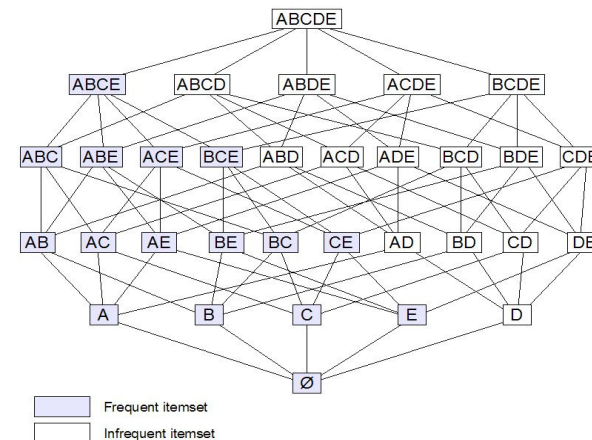 ABCDE
ABCE ABCD ABDE ACDE BCDE
ABC ABE ACE BCE ABD ACD ADE BCD BDE CDE
AB AC AE BE BC CE AD BD CD DE
A B C E D
Ø
Frequent itemset
Infrequent itemset